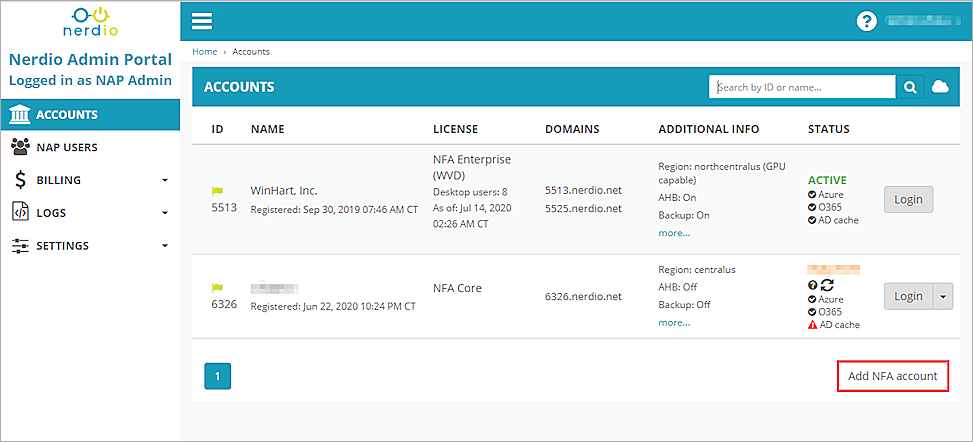 nerdio
Nerdio Admin Portal
Logged in as NAP Admin
ACCOUNTS
NAP USERS
BILLING
LOGS
SETTINGS
Home › Accounts
ACCOUNTS
Search by ID or name...
ID NAME LICENSE DOMAINS ADDITIONAL INFO STATUS
5513
WinHart, Inc.
Registered: Sep 30, 2019 07:46 AM CT
NFA Enterprise
(WVD)
Desktop users: 8
As of: Jul 14, 2020
02:26 AM CT
5513.nerdio.net
5525.nerdio.net
Region: northcentralus (GPU
capable)
AHB: On
Backup: On
more...
ACTIVE
Azure
O365
AD cache
Login
6326
Registered: Jun 22, 2020 10:24 PM CT
NFA Core
6326.nerdio.net
Region: centralus
AHB: Off
Backup: Off
more...
Azure
O365
AD cache
Login
1
Add NFA account